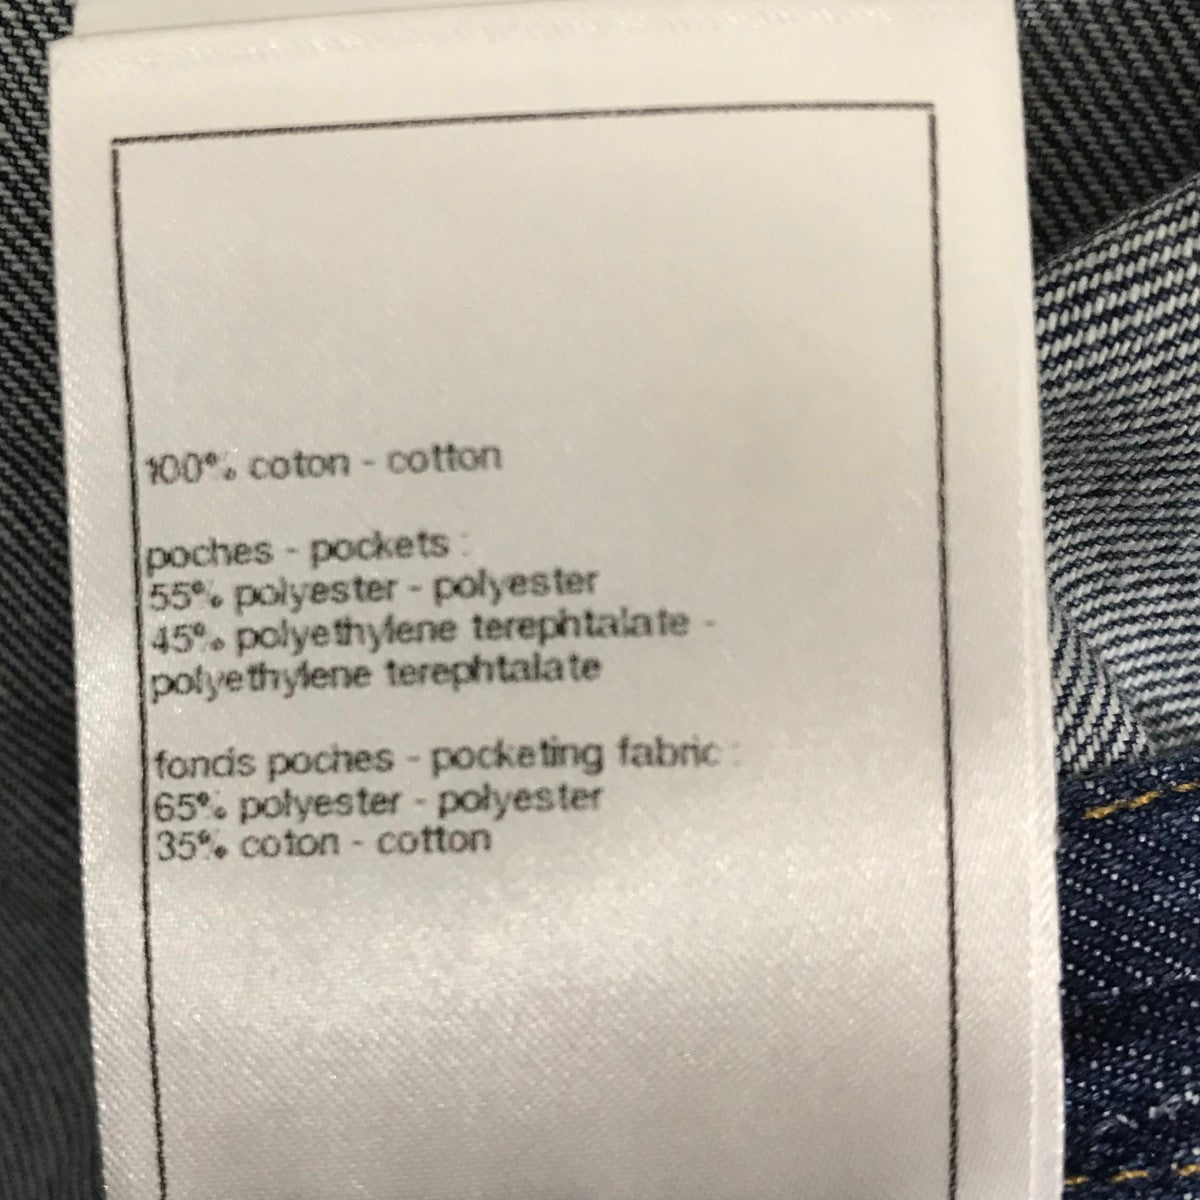 100% coton - cotton
poches - pockets :
55% polyester - polyester
45% polyethylene terephtalate -
polyethylene terephtalate
fonds poches - pocketing fabric :
65% polyester - polyester
35% coton - cotton